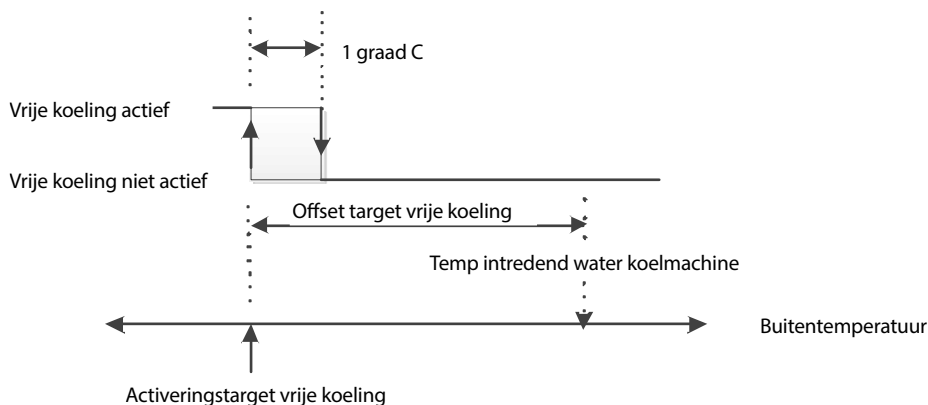 1 graad C
Vrije koeling actief
Vrije koeling niet actief
Offset target vrije koeling
Temp intredend water koelmachine
Buitentemperatuur
Activeringstarget vrije koeling